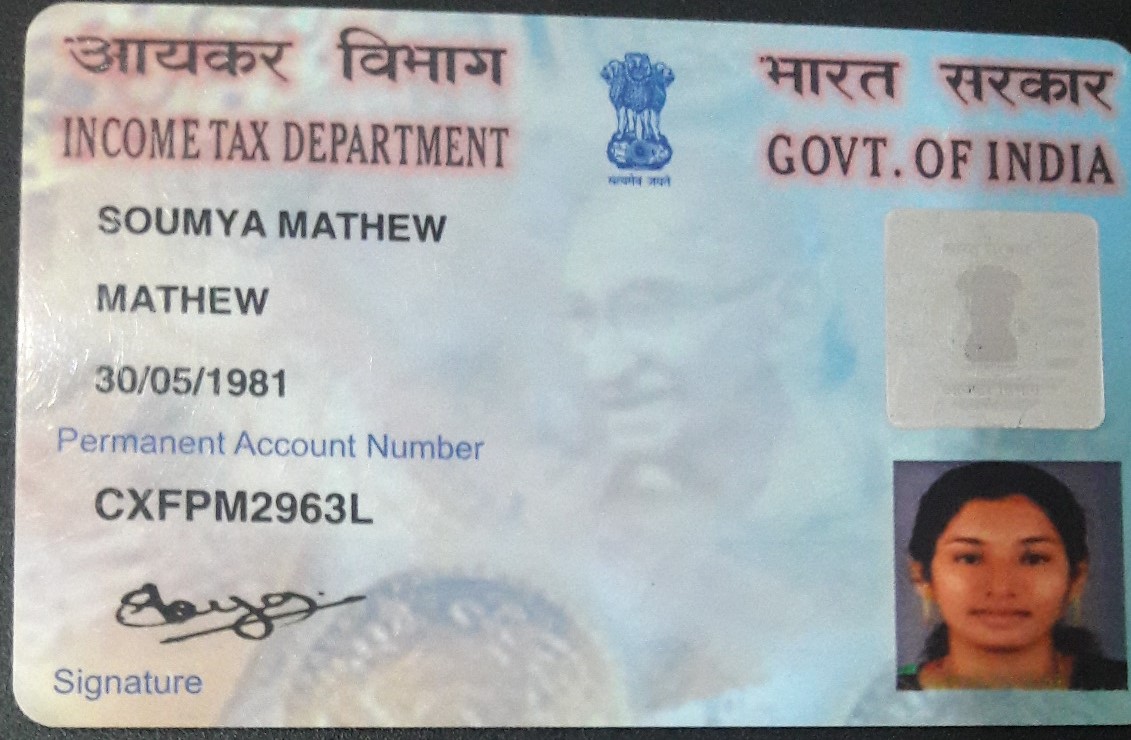 आयकर विभाग
INCOME TAX DEPARTMENT
सत्यमेव जयते
भारत सरकार
GOVT. OF INDIA
SOUMYA MATHEW
MATHEW
30/05/1981
Permanent Account Number
CXFPM2963L
Signature